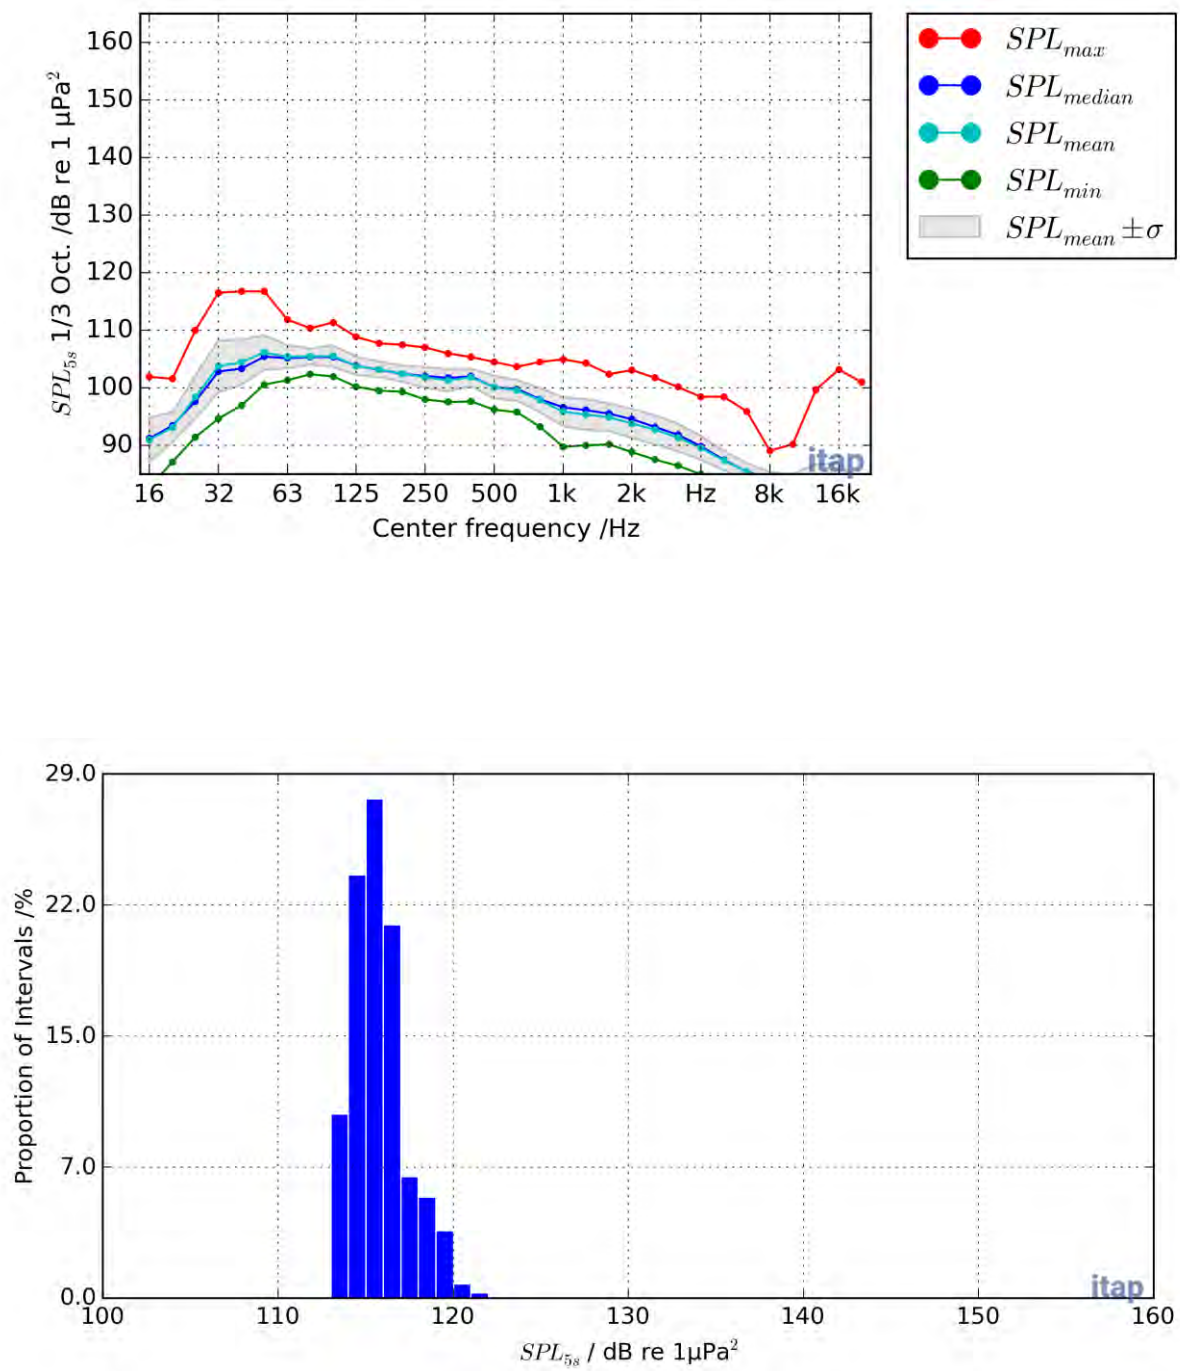 160
150
140
130
120
110
100
90
SPL5s 1/3 Oct. /dB re 1 μPa²
16 32 63 125 250 500 1k 2k Hz 8k 16k
Center frequency /Hz
itap
SPLmax
SPLmedian
SPLmean
SPLmin
SPLmean ±σ
29.0
22.0
15.0
7.0
0.0
Proportion of Intervals /%
100 110 120 130 140 150 160
SPL5s / dB re 1μPa²
itap